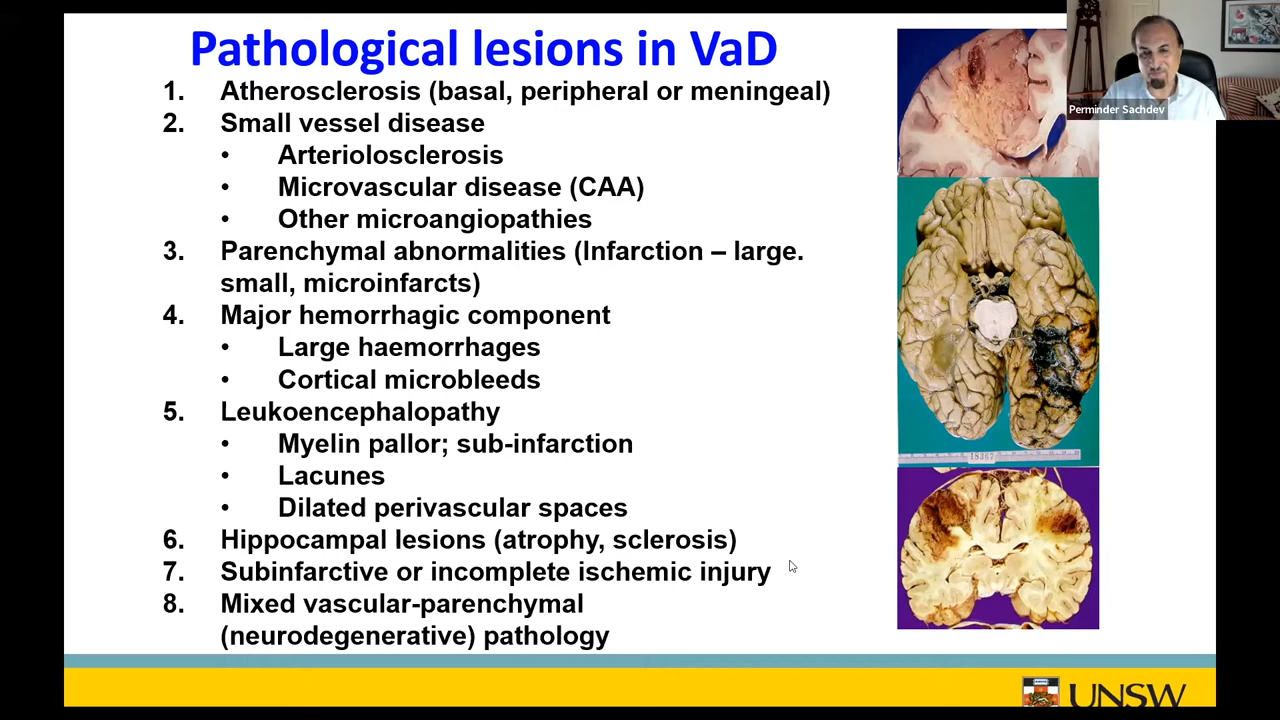 Pathological lesions in VaD
Perminder Sachdev
1. Atherosclerosis (basal, peripheral or meningeal)
2. Small vessel disease
• Arteriolosclerosis
• Microvascular disease (CAA)
• Other microangiopathies
3. Parenchymal abnormalities (Infarction – large.
small, microinfarcts)
4. Major hemorrhagic component
• Large haemorrhages
• Cortical microbleeds
5. Leukoencephalopathy
• Myelin pallor; sub-infarction
• Lacunes
• Dilated perivascular spaces
6. Hippocampal lesions (atrophy, sclerosis)
7. Subinfarctive or incomplete ischemic injury
8. Mixed vascular-parenchymal
(neurodegenerative) pathology
18367
UNSW